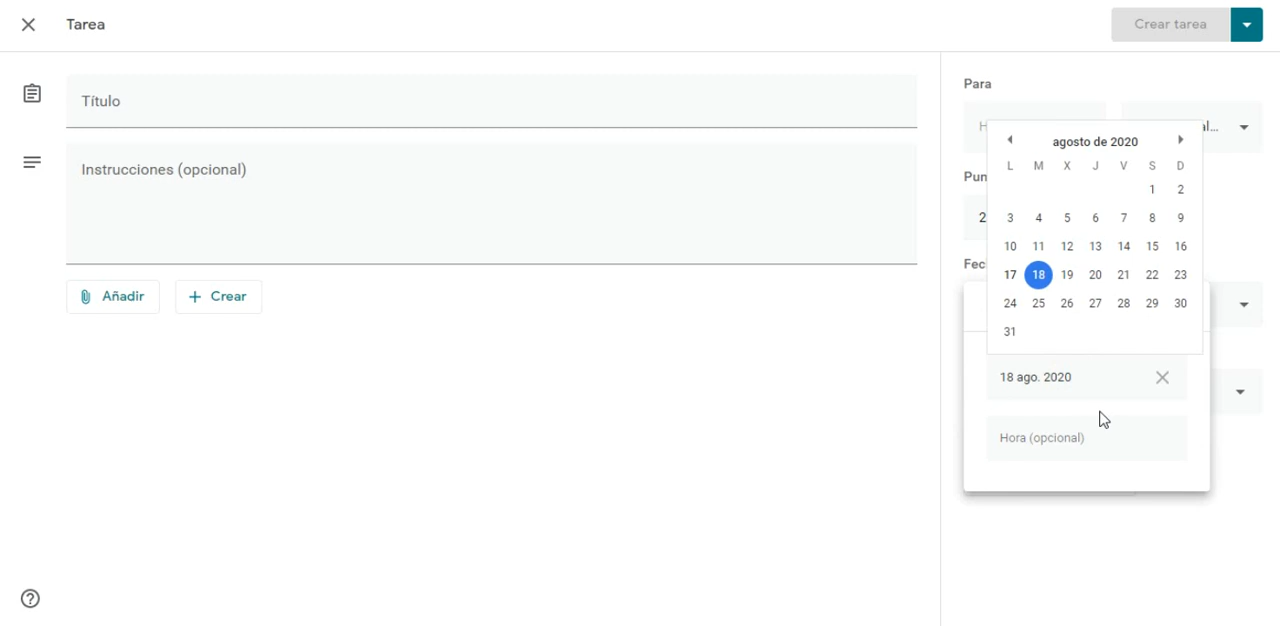 Tarea
Crear tarea
Título
Instrucciones (opcional)
Añadir
Crear
Para
agosto de 2020
L M X J V S D
1 2
3 4 5 6 7 8 9
10 11 12 13 14 15 16
17 18 19 20 21 22 23
24 25 26 27 28 29 30
31
18 ago. 2020
Hora (opcional)